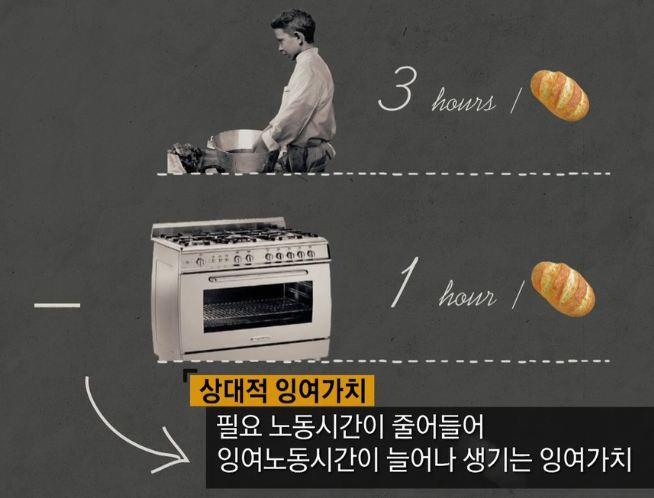 3 hours /
1 hour /
상대적 잉여가치
필요 노동시간이 줄어들어
잉여노동시간이 늘어나 생기는 잉여가치